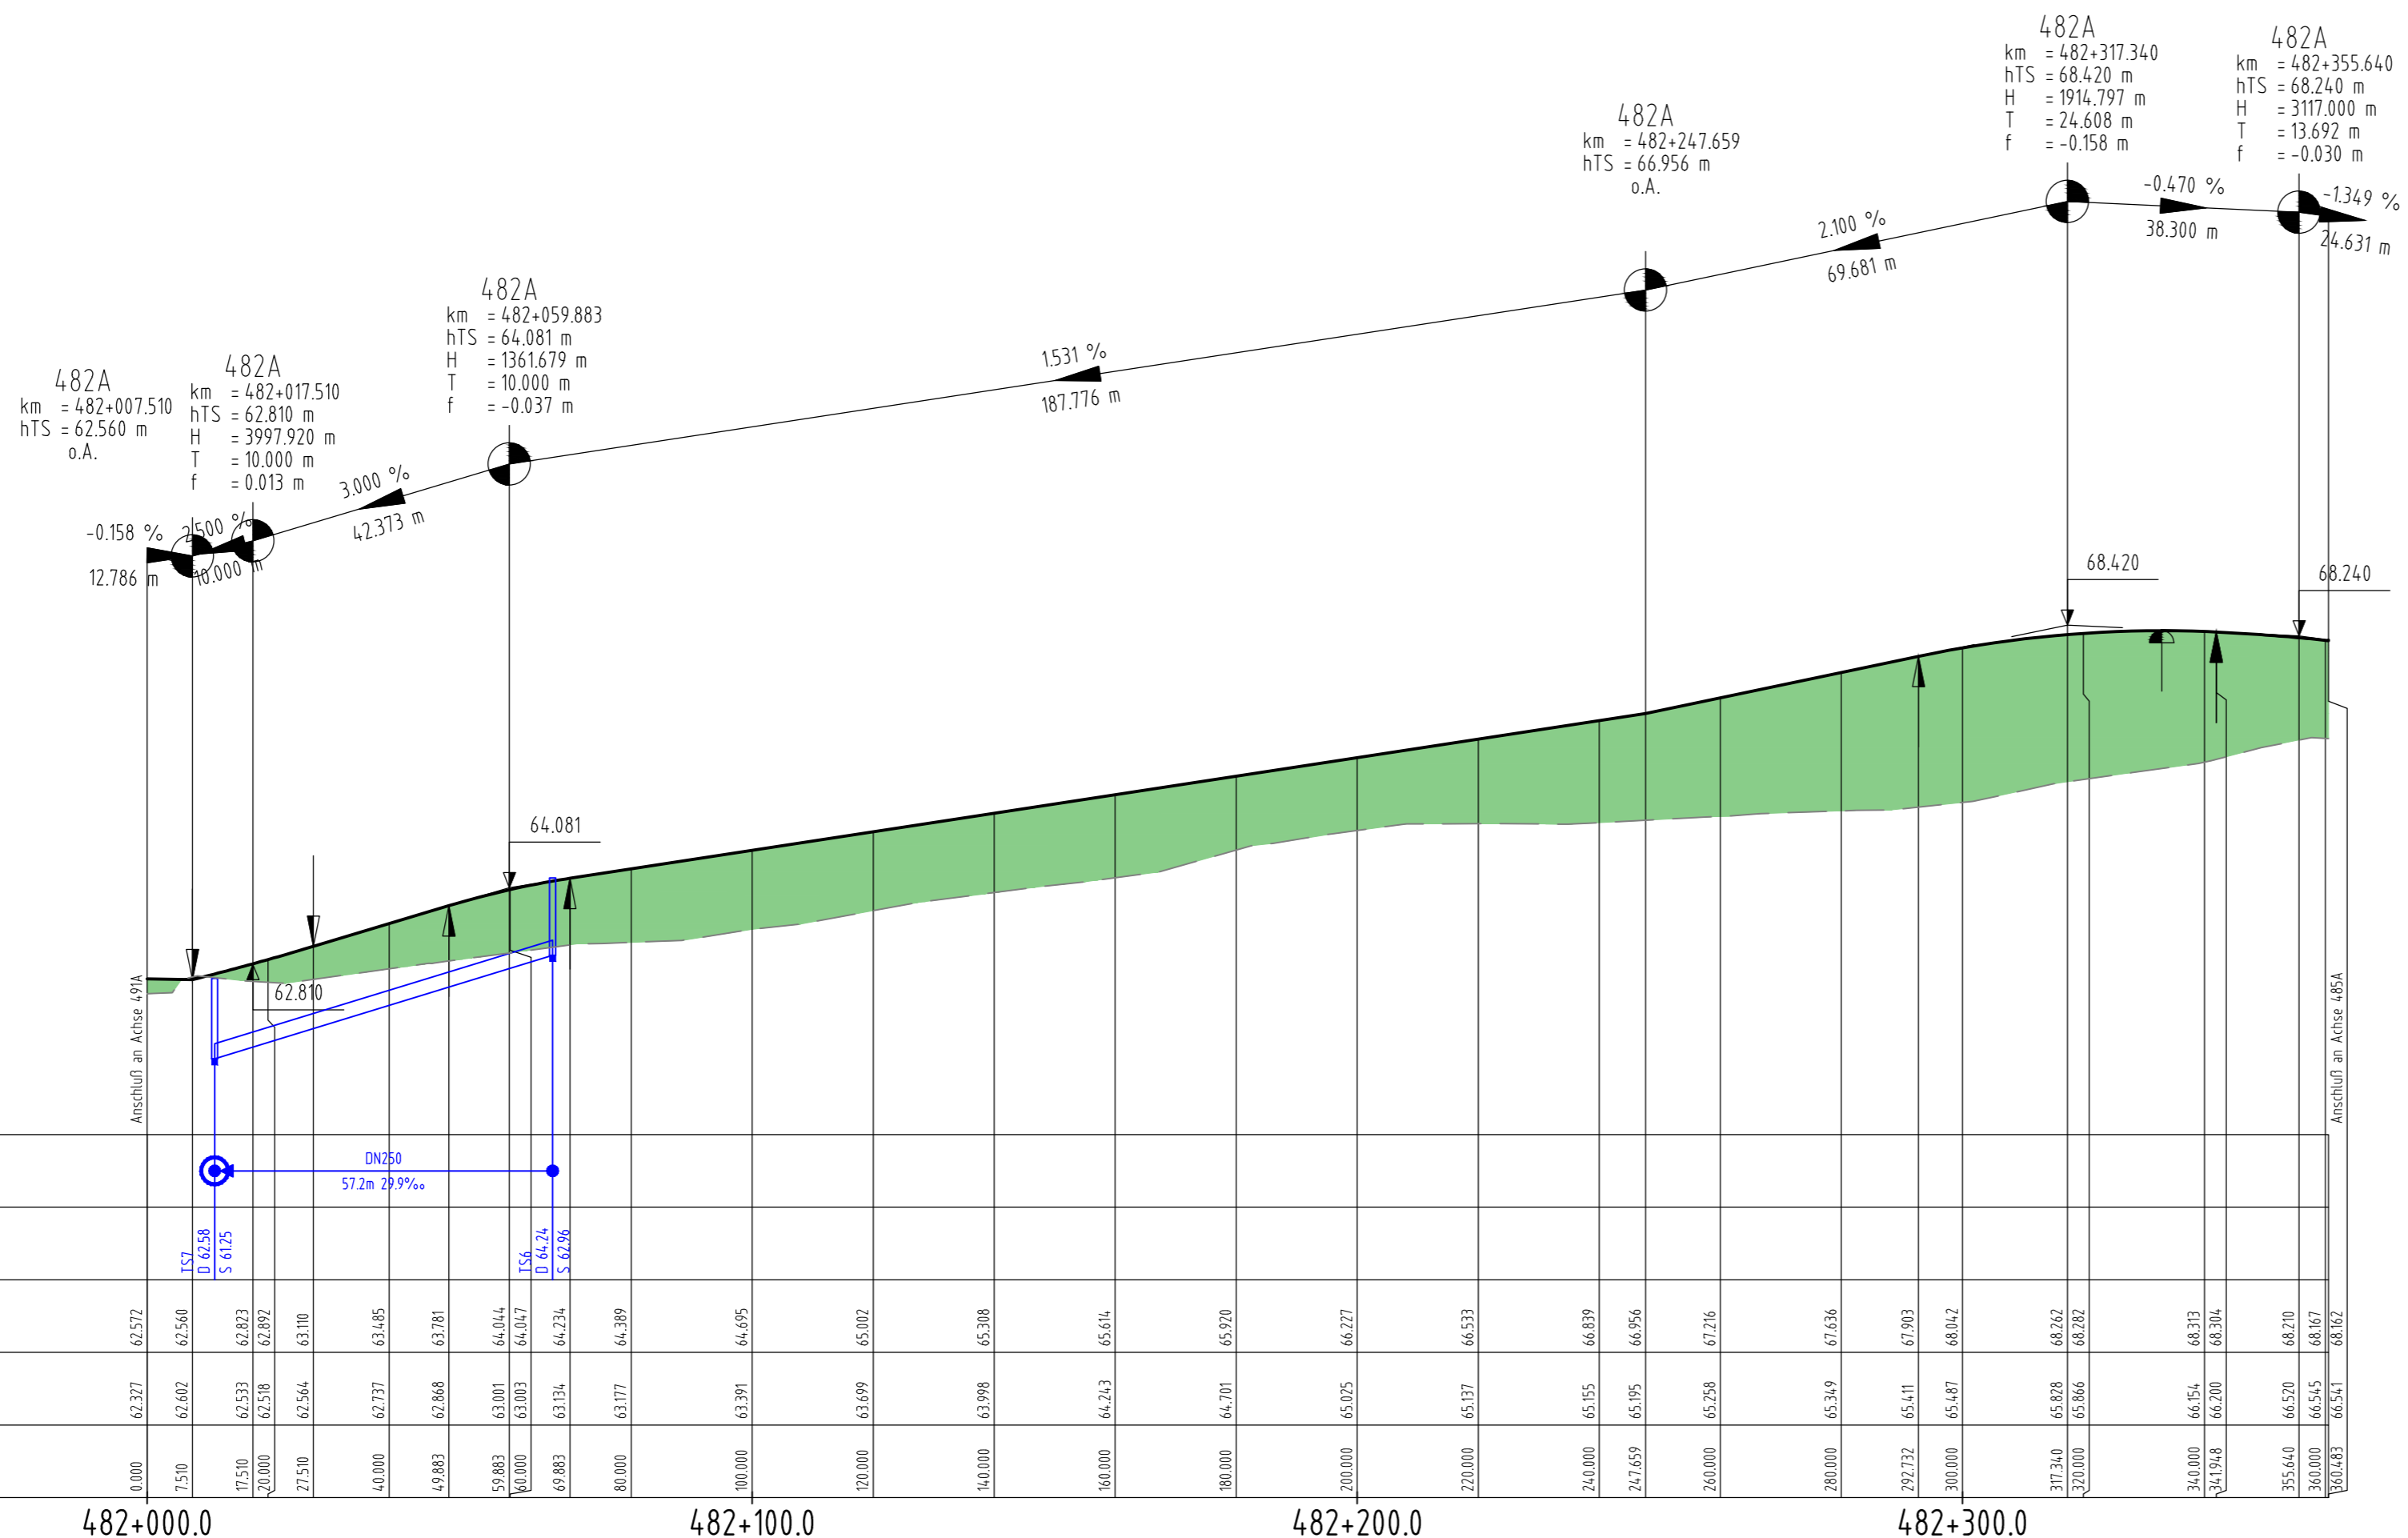 482A
km = 482+007.510
hTS = 62.560 m
o.A.
482A
km = 482+017.510
hTS = 62.810 m
H = 3997.920 m
T = 10.000 m
f = 0.013 m
482A
km = 482+059.883
hTS = 64.081 m
H = 1361.679 m
T = 10.000 m
f = -0.037 m
482A
km = 482+247.659
hTS = 66.956 m
o.A.
482A
km = 482+317.340
hTS = 68.420 m
H = 1914.797 m
T = 24.608 m
f = -0.158 m
482A
km = 482+355.640
hTS = 68.240 m
H = 3117.000 m
T = 13.692 m
f = -0.030 m
-0.158 %
12.786 m
2.500 %
10.000 m
3.000 %
42.373 m
1.531 %
187.776 m
2.100 %
69.681 m
-0.470 %
38.300 m
-1.349 %
24.631 m
68.420
68.240
64.081
62.810
Anschluß an Achse 491A
Anschluß an Achse 485A
DN250
57.2m 29.9‰
TS7
D 62.58
S 61.25
TS6
D 64.24
S 62.96
62.572
62.560
62.823
62.892
63.110
63.485
63.781
64.044
64.047
64.234
64.389
64.695
65.002
65.308
65.614
65.920
66.227
66.533
66.839
66.956
67.216
67.636
67.903
68.042
68.262
68.282
68.313
68.304
68.210
68.167
68.162
62.327
62.602
62.533
62.518
62.564
62.737
62.868
63.001
63.003
63.134
63.177
63.391
63.699
63.998
64.243
64.701
65.025
65.137
65.155
65.195
65.258
65.349
65.411
65.487
65.828
65.866
66.154
66.200
66.520
66.545
66.541
0.000
7.510
17.510
20.000
27.510
40.000
49.883
59.883
60.000
69.883
80.000
100.000
120.000
140.000
160.000
180.000
200.000
220.000
240.000
247.659
260.000
280.000
292.732
300.000
317.340
320.000
340.000
341.948
355.640
360.000
360.483
482+000.0
482+100.0
482+200.0
482+300.0